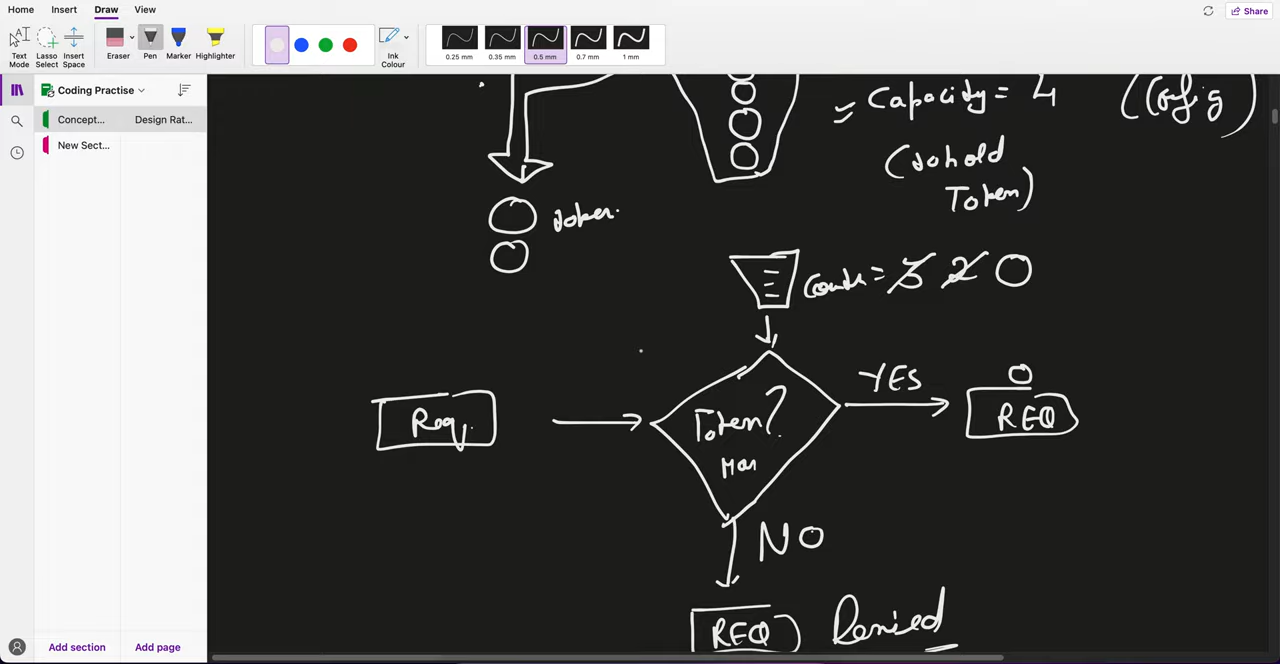 Home Insert Draw View
Share
Text Mode
Lasso Select
Insert Space
Eraser
Pen
Marker
Highlighter
Ink Colour
0.25 mm
0.35 mm
0.5 mm
0.7 mm
1 mm
Coding Practise
Concept...
Design Rat...
New Sect...
= Capacity = 4 (Config)
(to hold
Token)
token.
3 2 0
Req.
Token?
YES
REQ
NO
REQ Denied
Add section
Add page